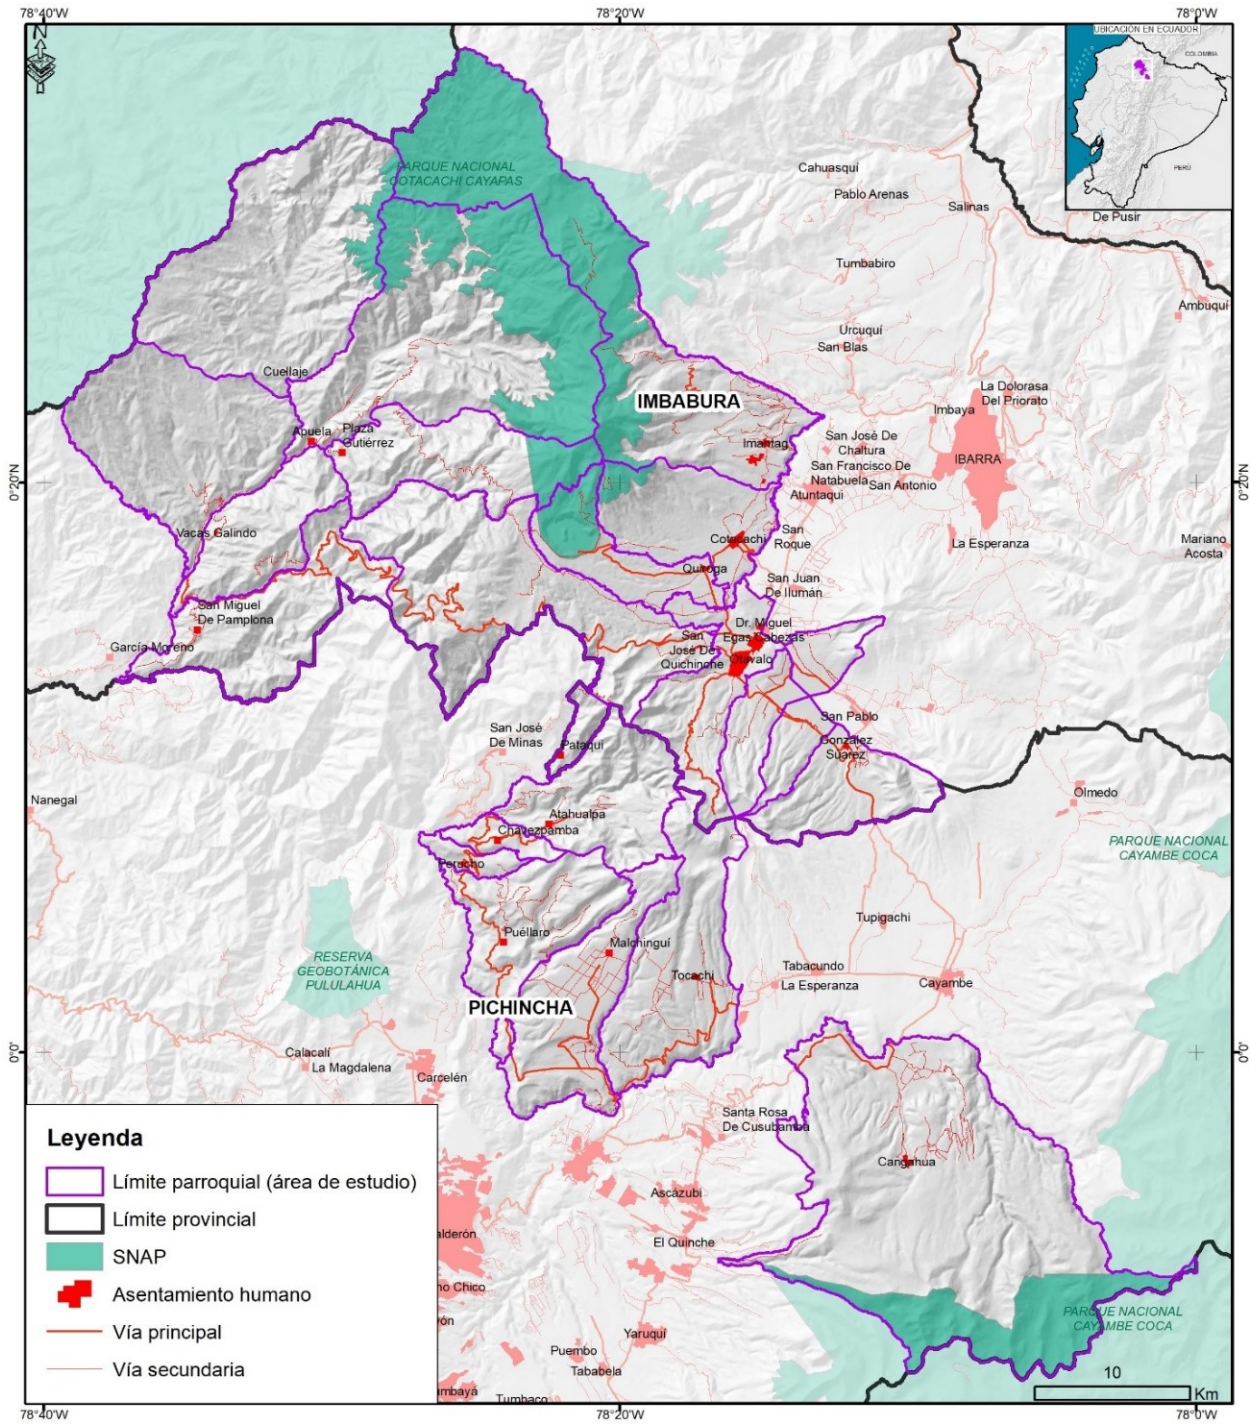 78°40'W
78°20'W
78°0'W
N
UBICACIÓN EN ECUADOR
COLOMBIA
PERÚ
PARQUE NACIONAL
COTACACHI CAYAPAS
Cahuasquí
Pablo Arenas
Salinas
De Pusir
Tumbabiro
Ambuquí
Urcuquí
San Blas
Cuellaje
IMBABURA
La Dolorasa
Del Priorato
Imbaya
Apuela
Plaza
Gutiérrez
Imantag
San José De
Chaltura
San Francisco De
Natabuela
San Antonio
Atuntaqui
IBARRA
0°20'N
0°20'N
Vacas Galindo
Cotacachi
San
Roque
La Esperanza
Mariano
Acosta
Quiroga
San Juan
De Ilumán
San Miguel
De Pamplona
Dr. Miguel
Egas Cabezas
García Moreno
San
José De
Quichinche
Otavalo
San Pablo
San José
De Minas
Pataquí
González
Suárez
Nanegal
Olmedo
Atahualpa
Chavezpamba
PARQUE NACIONAL
CAYAMBE COCA
Perucho
Tupigachi
Puéllaro
Malchinguí
RESERVA
GEOBOTÁNICA
PULULAHUA
Tocachi
Tabacundo
La Esperanza
Cayambe
PICHINCHA
0°0'
0°0'
Calacalí
La Magdalena
Carcelén
Santa Rosa
De Cusubamba
Cangahua
Ascázubi
El Quinche
alderón
no Chico
yón
PARQUE NACIONAL
CAYAMBE COCA
Yaruquí
Puembo
Tababela
umbayá
Tumbaco
Leyenda
Límite parroquial (área de estudio)
Límite provincial
SNAP
Asentamiento humano
Vía principal
Vía secundaria
10
Km
78°40'W
78°20'W
78°0'W